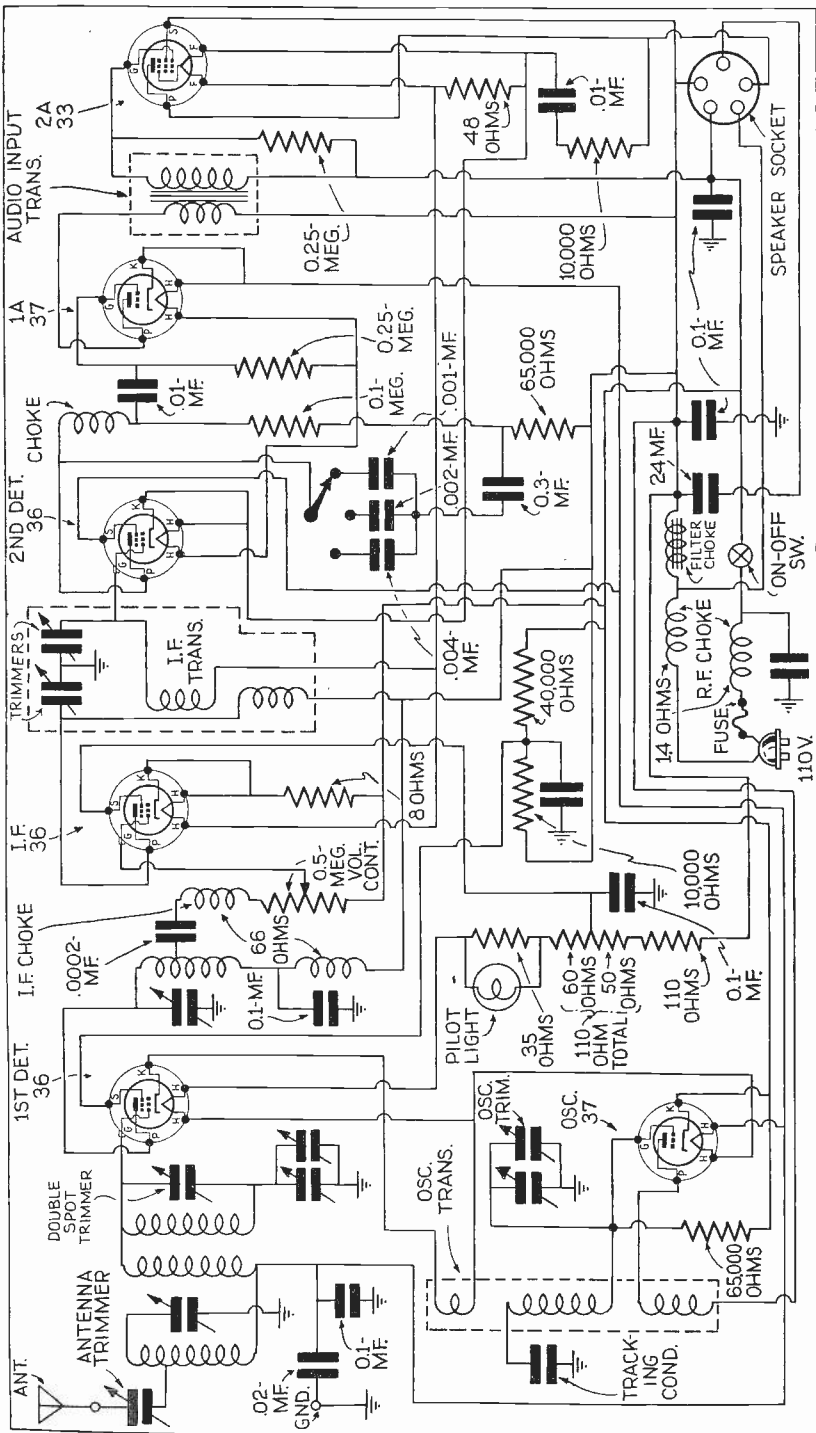 ANT.
ANTENNA
TRIMMER
DOUBLE
SPOT
TRIMMER
1ST DET.
36
I.F. CHOKE
.0002-
MF.
I.F.
36
TRIMMERS
I.F.
TRANS.
2ND DET.
36
CHOKE
1A
37
AUDIO INPUT
TRANS.
2A
33
G
P
K
H
H
S
G
P
K
H
H
S
G
P
K
H
H
S
G
P
K
H
H
G
P
S
F
F
.02-
MF.
GND.
0.1-
MF.
0.1-MF.
66
OHMS
0.5-
MEG.
VOL.
CONT.
8 OHMS
.004-
MF.
.002-MF.
.001-MF.
0.1-
MEG.
.01-
MF.
0.25-
MEG.
0.25-
MEG.
48
OHMS
.01-
MF.
10,000
OHMS
65,000
OHMS
0.3-
MF.
OSC.
TRANS.
OSC.
TRIM.
OSC.
37
G
P
K
H
H
65,000
OHMS
TRACK-
ING
COND.
PILOT
LIGHT
35
OHMS
60
OHMS
50
OHMS
110
OHM
TOTAL
110
OHMS
0.1-
MF.
10,000
OHMS
40,000
OHMS
14 OHMS
R.F. CHOKE
FUSE
110 V.
FILTER
CHOKE
ON-OFF
SW.
24 MF.
0.1-
MF.
SPEAKER SOCKET